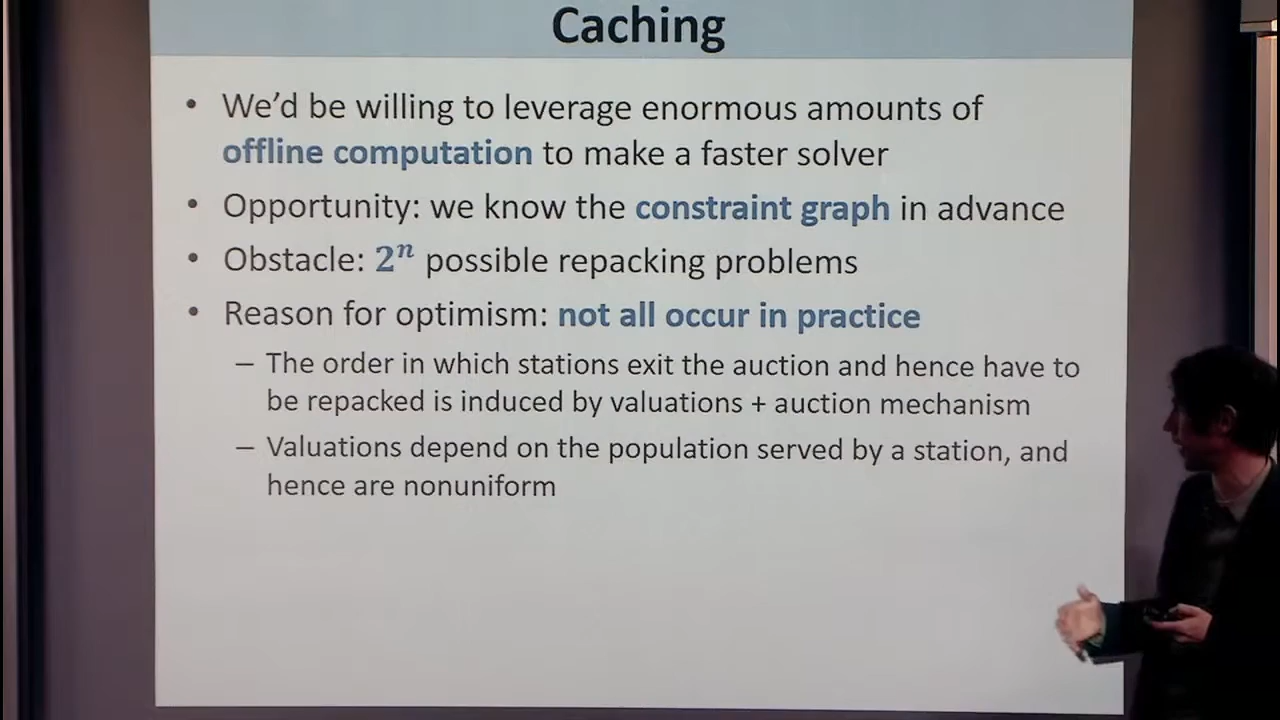 Caching
• We'd be willing to leverage enormous amounts of
offline computation to make a faster solver
• Opportunity: we know the constraint graph in advance
• Obstacle: 2ⁿ possible repacking problems
• Reason for optimism: not all occur in practice
– The order in which stations exit the auction and hence have to
be repacked is induced by valuations + auction mechanism
– Valuations depend on the population served by a station, and
hence are nonuniform